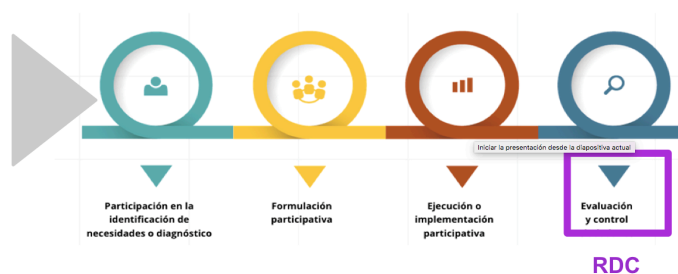 Iniciar la presentación desde la diapositiva actual
Participación en la
identificación de
necesidades o diagnóstico
Formulación
participativa
Ejecución o
implementación
participativa
Evaluación
y control
RDC